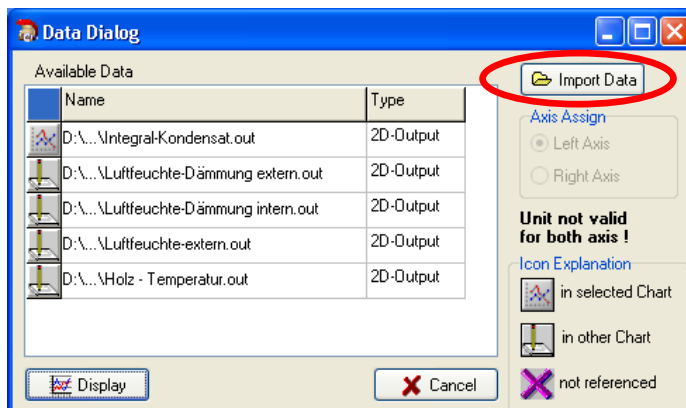 Data Dialog
Available Data
Import Data
Name Type
D:\...\Integral-Kondensat.out 2D-Output
D:\...\Luftfeuchte-Dämmung extern.out 2D-Output
D:\...\Luftfeuchte-Dämmung intern.out 2D-Output
D:\...\Luftfeuchte-extern.out 2D-Output
D:\...\Holz - Temperatur.out 2D-Output
Axis Assign
Left Axis
Right Axis
Unit not valid
for both axis !
Icon Explanation
in selected Chart
in other Chart
not referenced
Display
Cancel